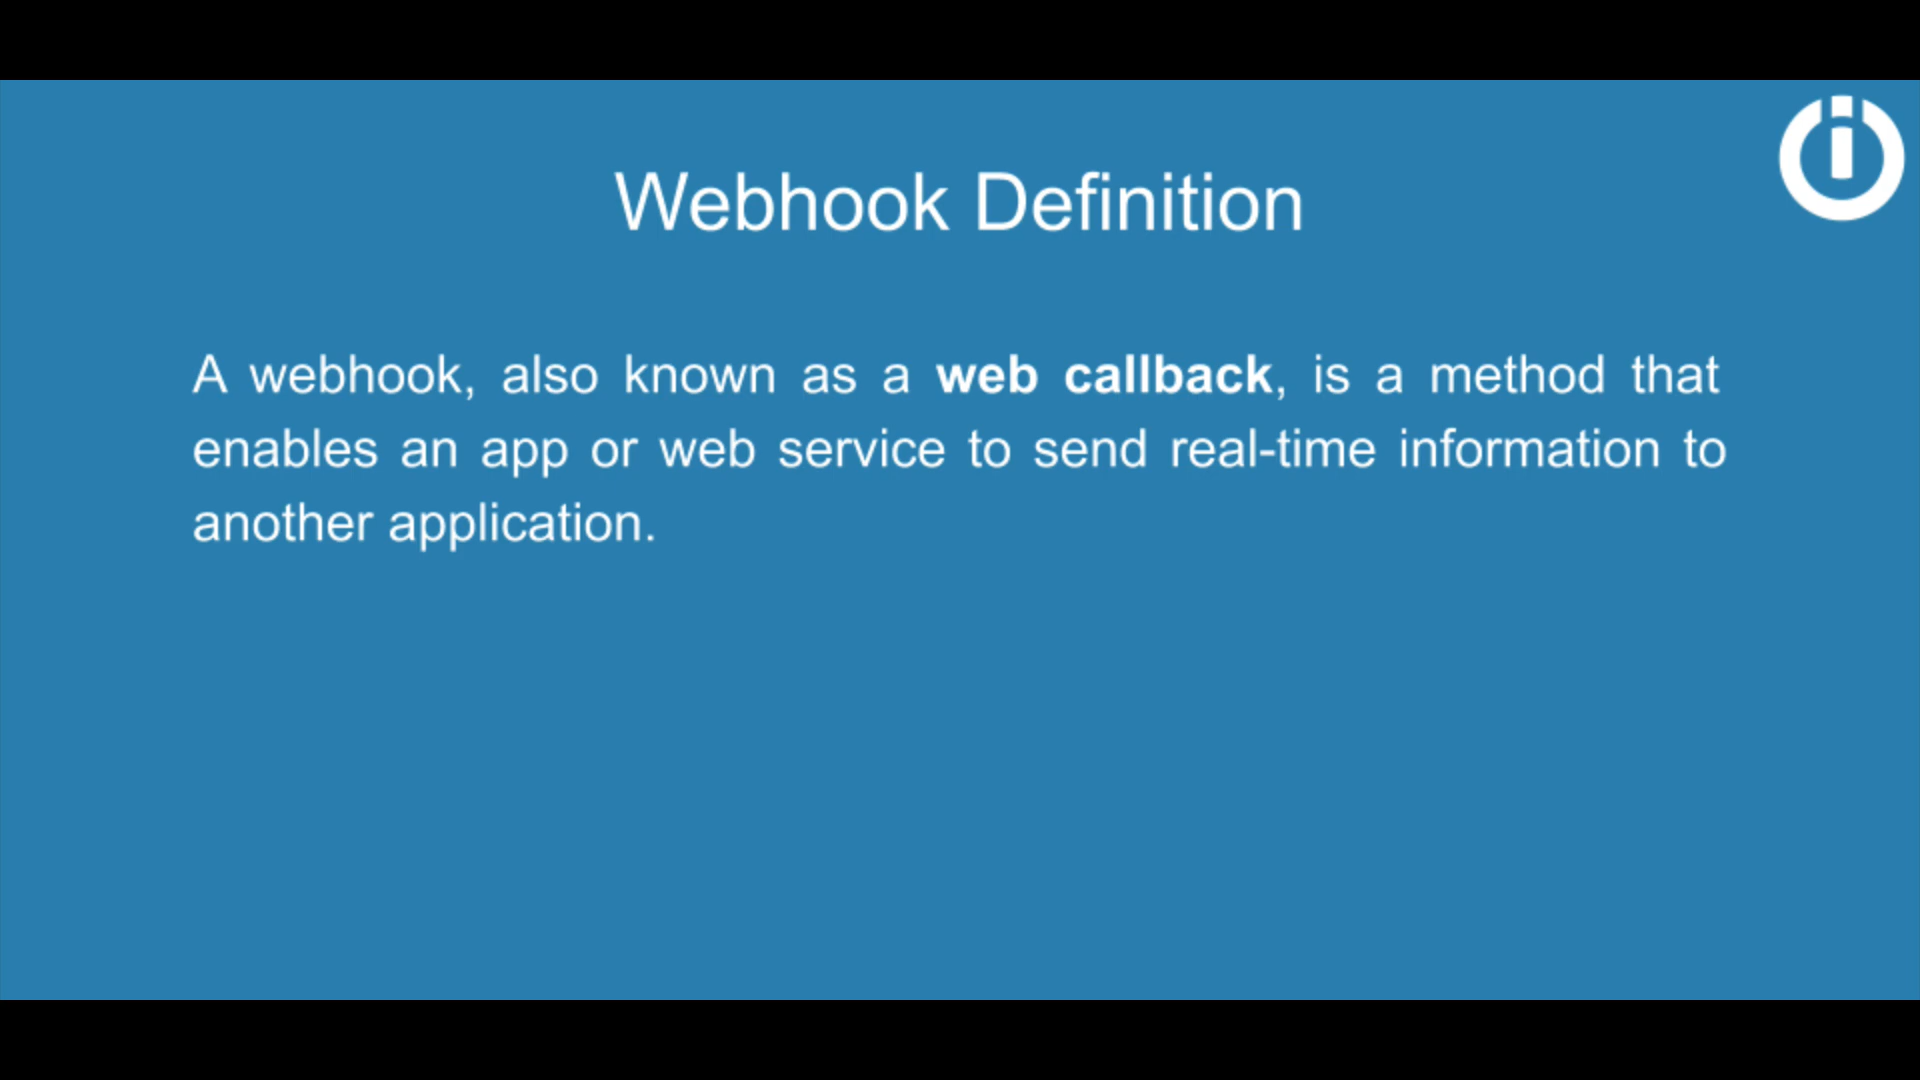 Webhook Definition
A webhook, also known as a web callback, is a method that
enables an app or web service to send real-time information to
another application.